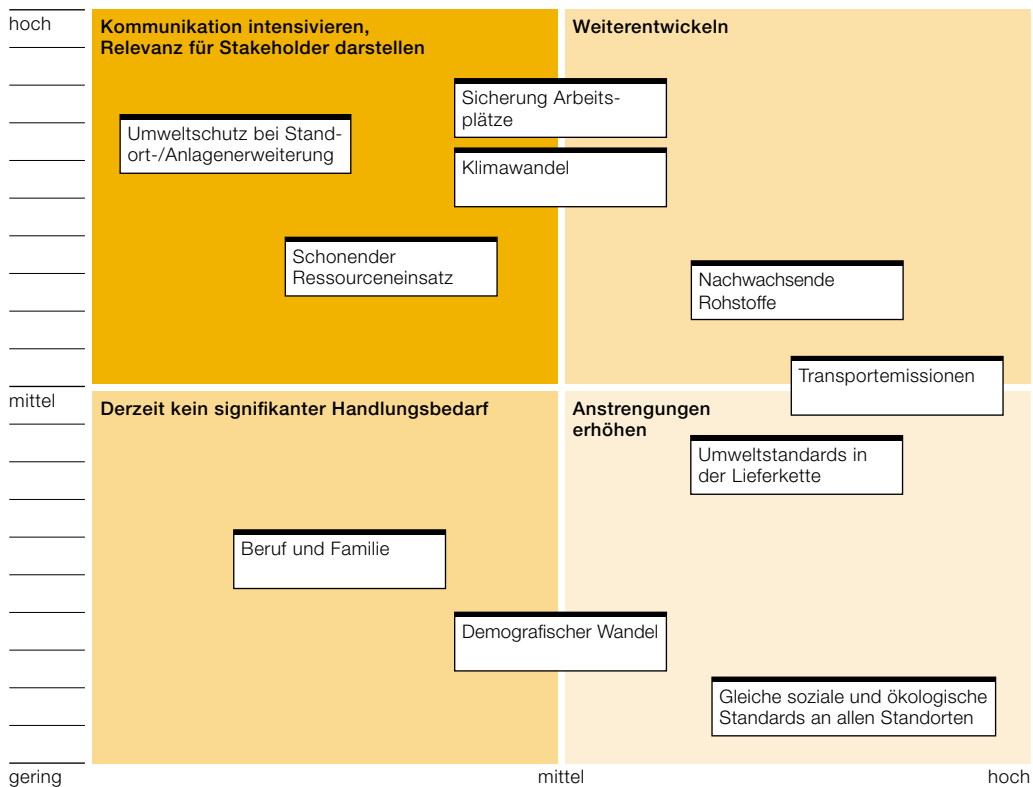 hoch
Kommunikation intensivieren,
Relevanz für Stakeholder darstellen
Weiterentwickeln
Sicherung Arbeits-
plätze
Umweltschutz bei Stand-
ort-/Anlagenerweiterung
Klimawandel
Schonender
Ressourceneinsatz
Nachwachsende
Rohstoffe
Transportemissionen
mittel
Derzeit kein signifikanter Handlungsbedarf
Anstrengungen
erhöhen
Umweltstandards in
der Lieferkette
Beruf und Familie
Demografischer Wandel
Gleiche soziale und ökologische
Standards an allen Standorten
gering
mittel
hoch